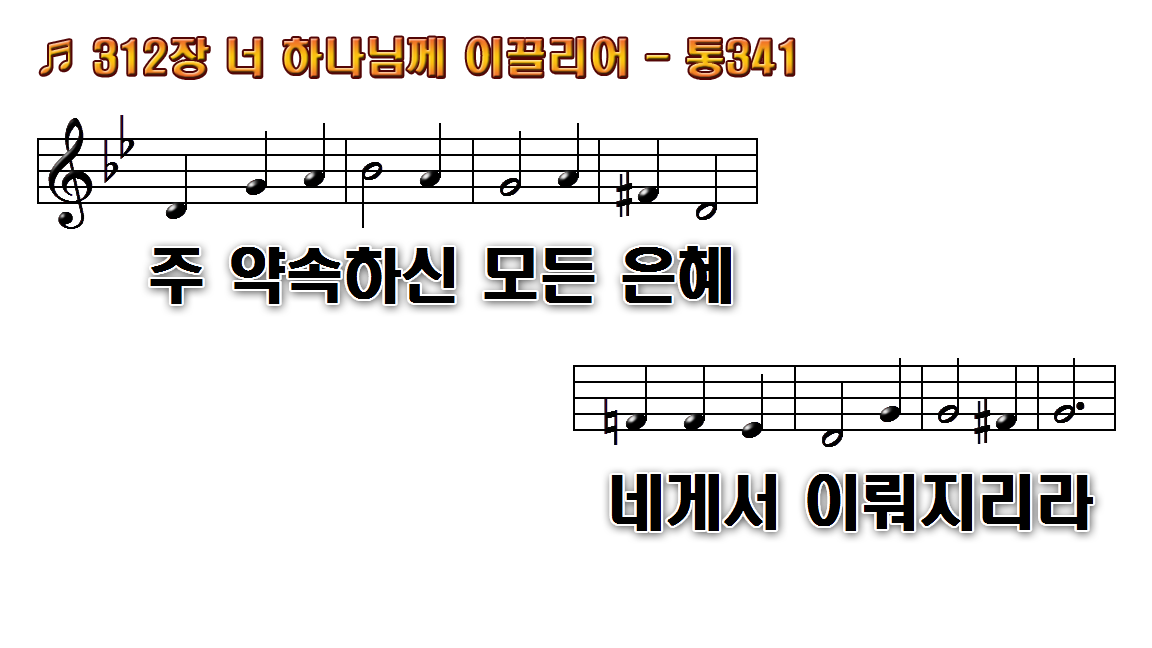 ♬ 312장 너 하나님께 이끌리어 - 통341
주 약속하신 모든 은혜
네게서 이뤄지리라